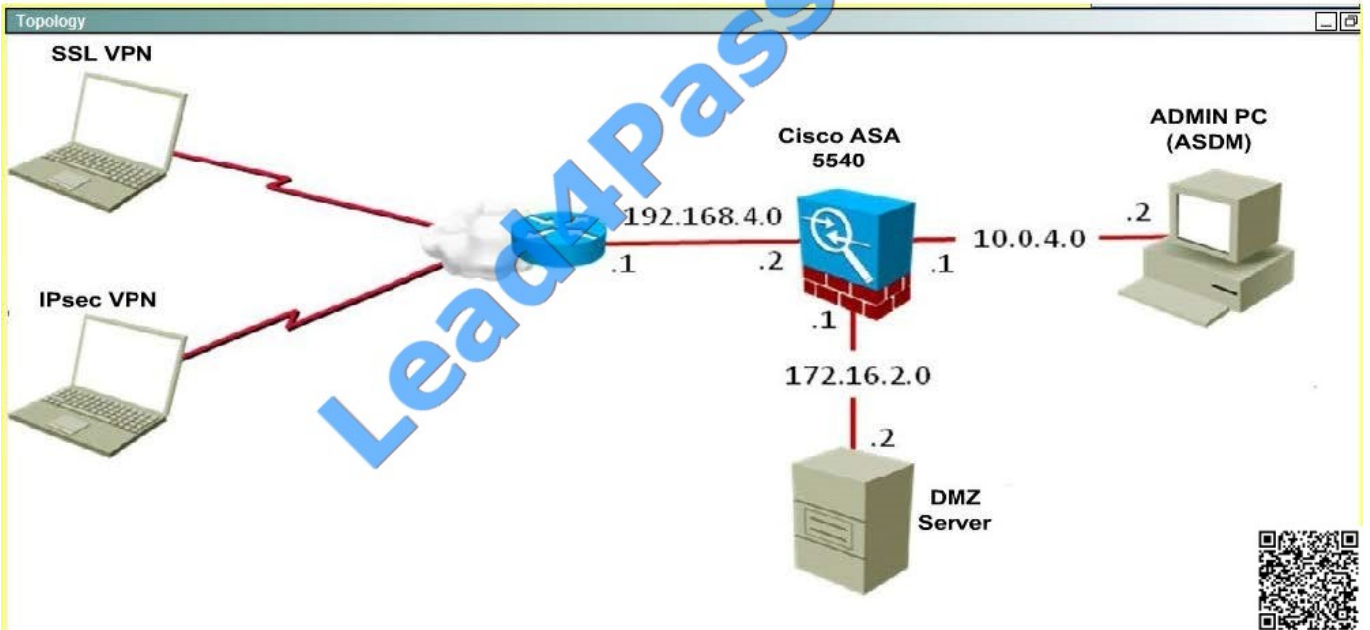 Topology
SSL VPN
IPsec VPN
192.168.4.0
.1
.2
Cisco ASA
5540
.1
10.0.4.0
.2
ADMIN PC
(ASDM)
.1
172.16.2.0
.2
DMZ
Server
Lead4Pass